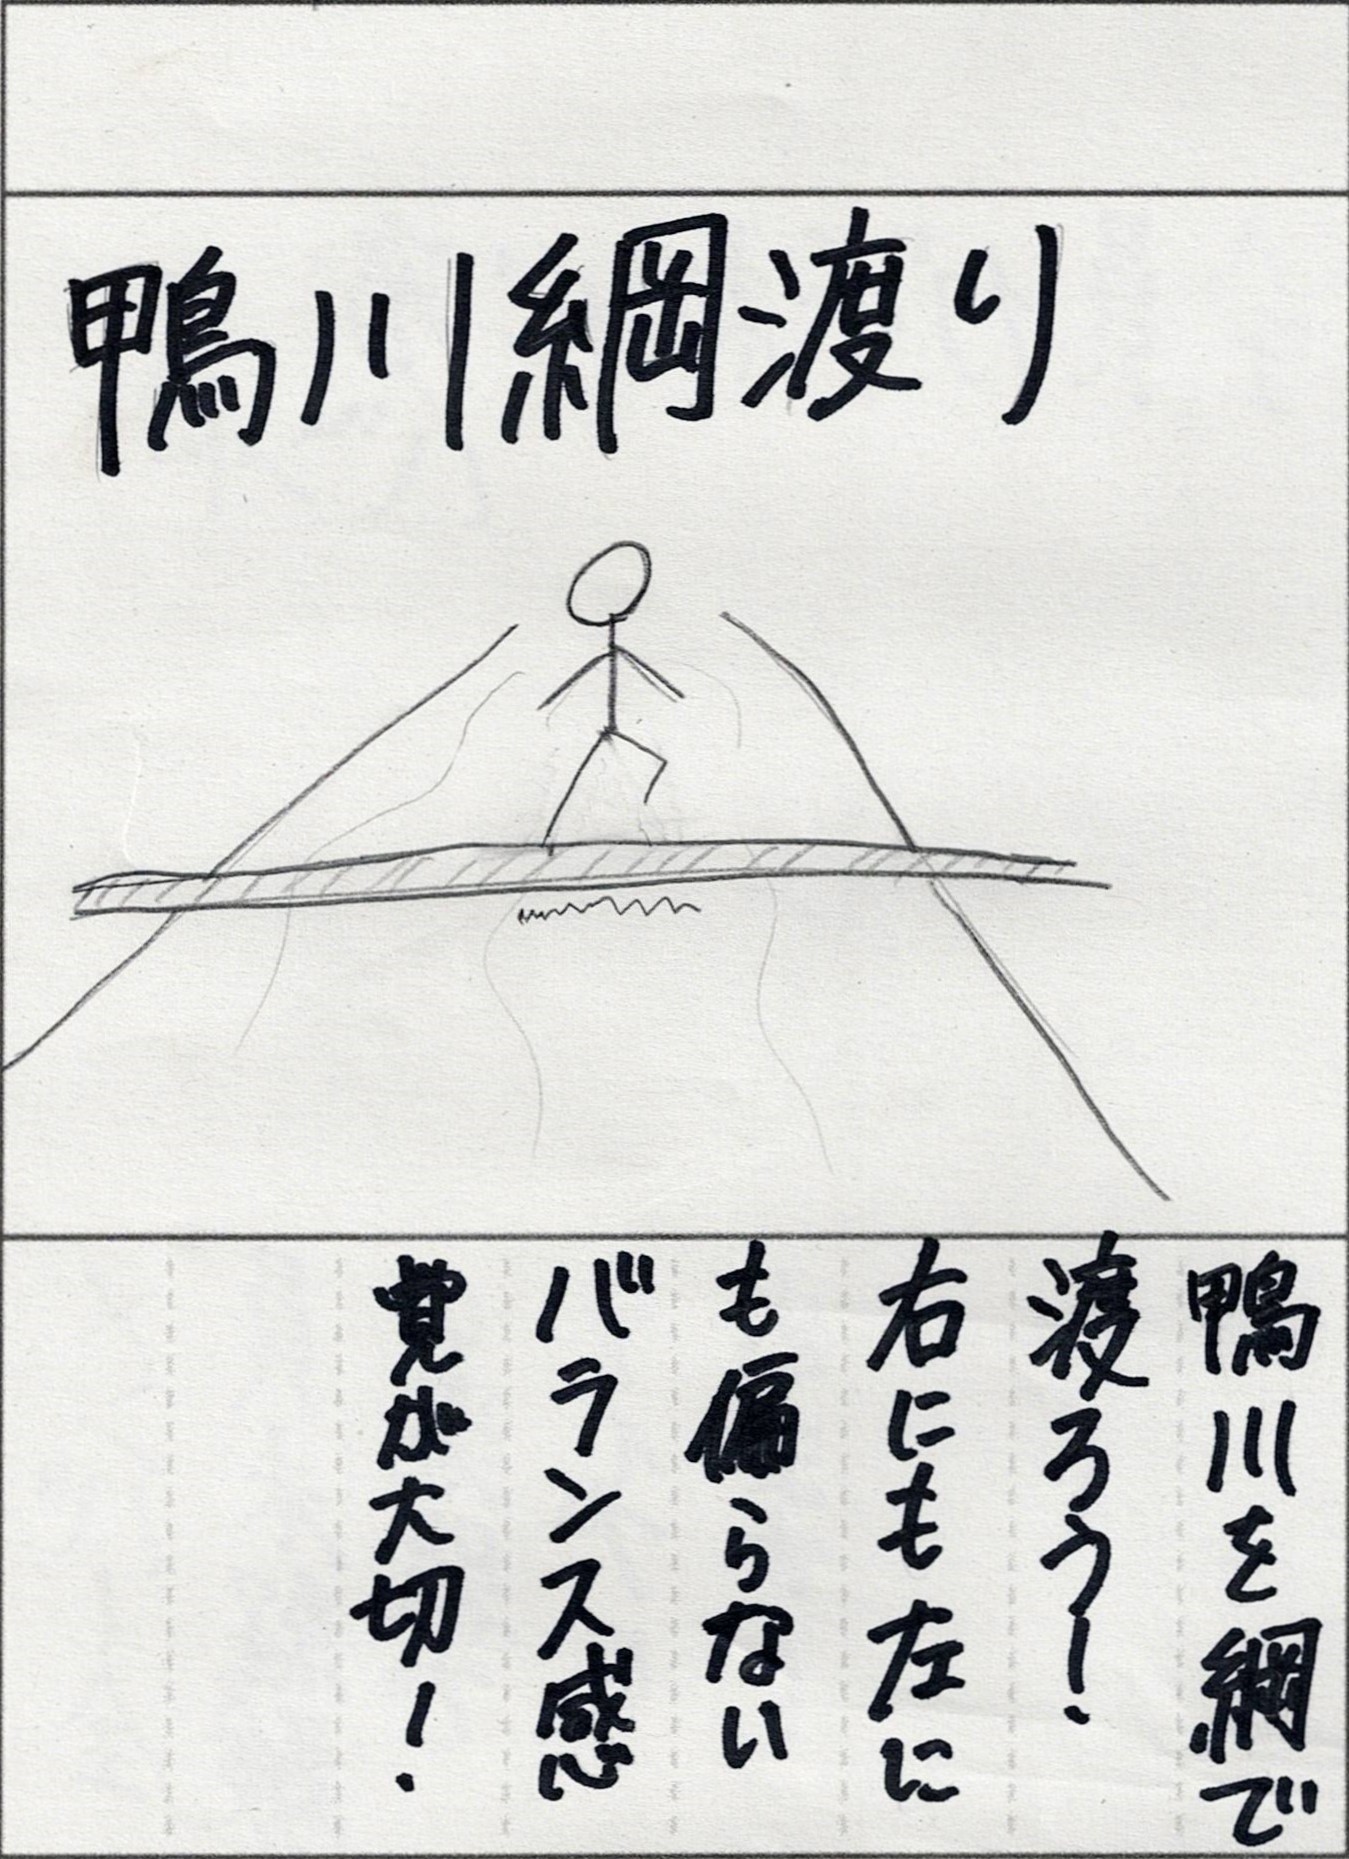 鴨川綱渡り
鴨川を綱で
渡ろう！
右にも左に
も偏らない
バランス感
覚が大切！